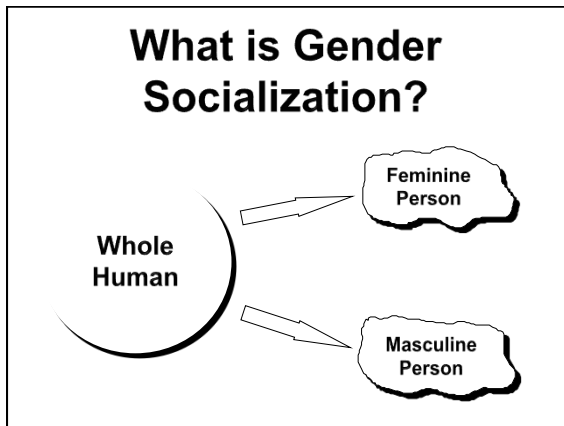 What is Gender
Socialization?
Feminine
Person
Whole
Human
Masculine
Person